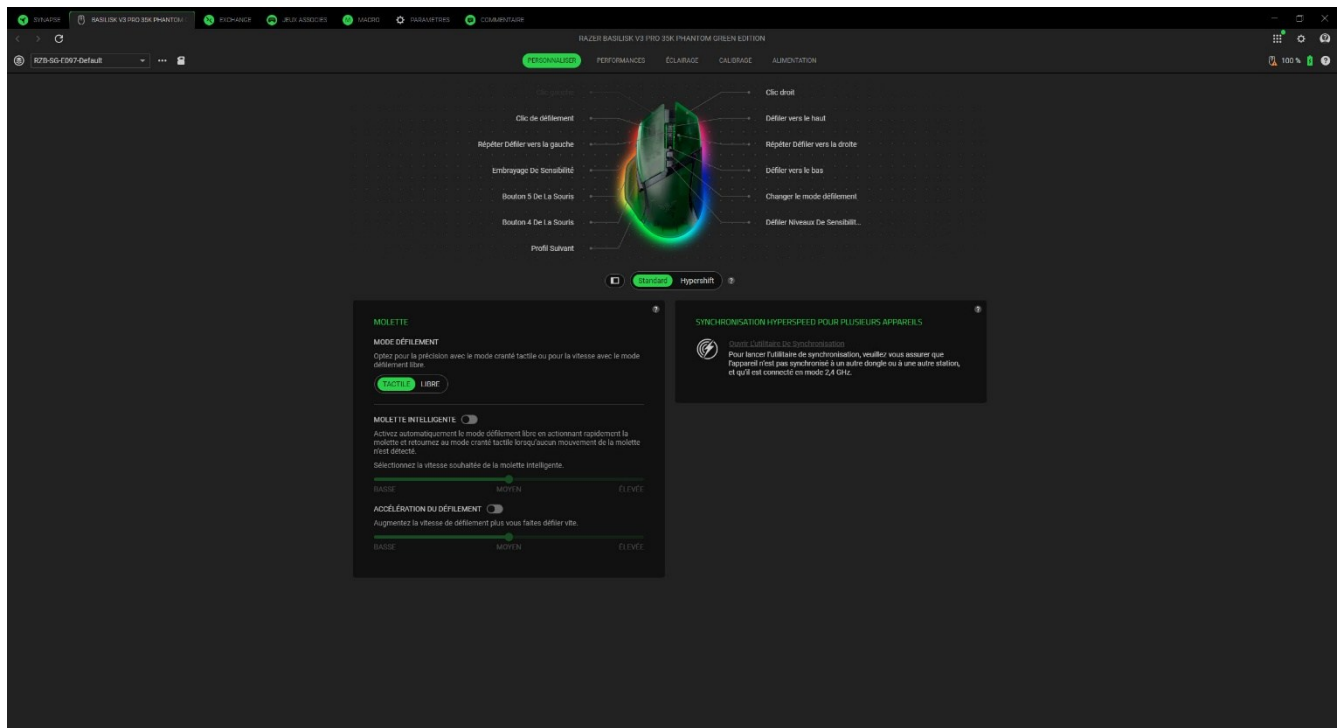 SYNAPSE
BASILISK V3 PRO 35K PHANTOM
EXCHANGE
JEUX ASSOCIÉS
MACRO
PARAMÈTRES
COMMENTAIRE
RAZER BASILISK V3 PRO 35K PHANTOM GREEN EDITION
RZB-SG-E097-Default
PERSONNALISER
PERFORMANCES
ÉCLAIRAGE
CALIBRAGE
ALIMENTATION
100 %
Clic gauche
Clic droit
Clic de défilement
Défiler vers le haut
Répéter Défiler vers la gauche
Répéter Défiler vers la droite
Embrayage De Sensibilité
Défiler vers le bas
Bouton 5 De La Souris
Changer le mode défilement
Bouton 4 De La Souris
Défiler Niveaux De Sensibilit...
Profil Suivant
Standard
Hypershift
MOLETTE
MODE DÉFILEMENT
Optez pour la précision avec le mode cranté tactile ou pour la vitesse avec le mode
défilement libre.
TACTILE
LIBRE
MOLETTE INTELLIGENTE
Activez automatiquement le mode défilement libre en actionnant rapidement la
molette et retournez au mode cranté tactile lorsqu'aucun mouvement de la molette
n'est détecté.
Sélectionnez la vitesse souhaitée de la molette intelligente.
BASSE
MOYEN
ÉLEVÉE
ACCÉLÉRATION DU DÉFILEMENT
Augmentez la vitesse de défilement plus vous faites défiler vite.
BASSE
MOYEN
ÉLEVÉE
SYNCHRONISATION HYPERSPEED POUR PLUSIEURS APPAREILS
Ouvrir L'utilitaire De Synchronisation
Pour lancer l'utilitaire de synchronisation, veuillez vous assurer que
l'appareil n'est pas synchronisé à un autre dongle ou à une autre station,
et qu'il est connecté en mode 2,4 GHz.